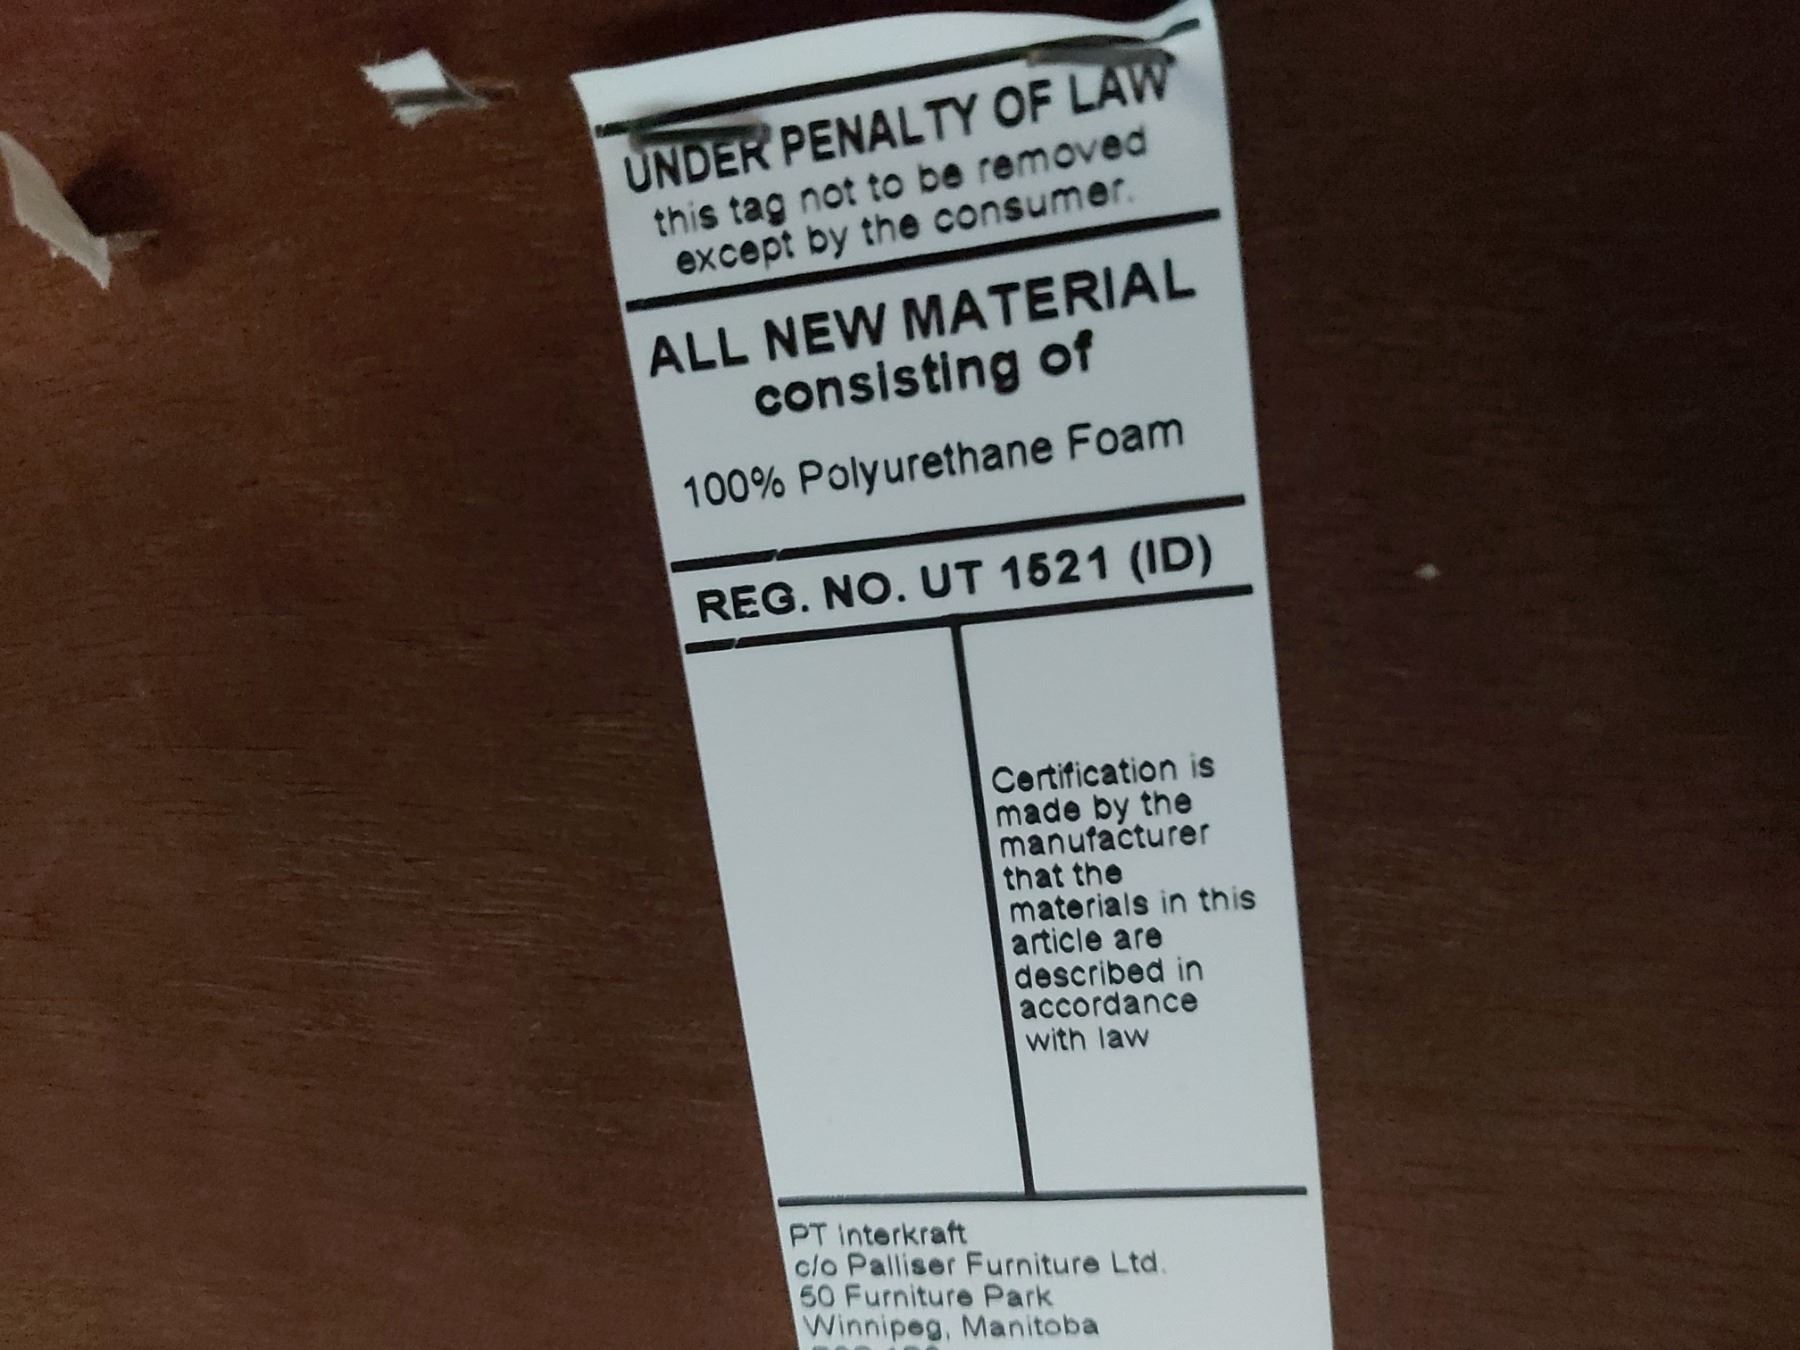 UNDER PENALTY OF LAW
this tag not to be removed
except by the consumer.
ALL NEW MATERIAL
consisting of
100% Polyurethane Foam
REG. NO. UT 1521 (ID)
Certification is
made by the
manufacturer
that the
materials in this
article are
described in
accordance
with law
PT Interkraft
c/o Palliser Furniture Ltd.
50 Furniture Park
Winnipeg, Manitoba